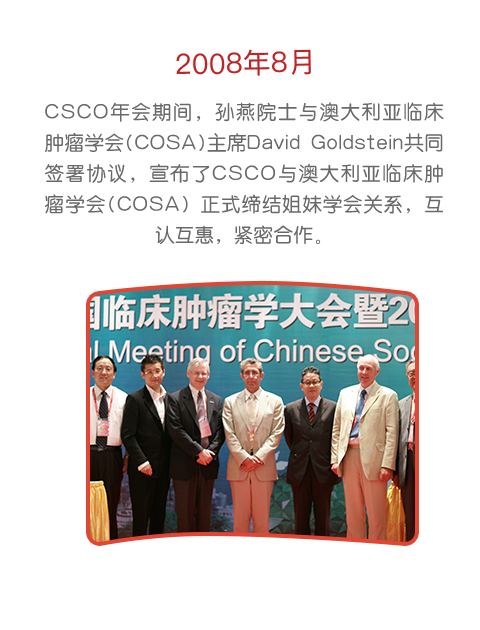 2008年8月
CSCO年会期间，孙燕院士与澳大利亚临床
肿瘤学会(COSA)主席David Goldstein共同
签署协议，宣布了CSCO与澳大利亚临床肿
瘤学会(COSA）正式缔结姐妹学会关系，互
认互惠，紧密合作。
国临床肿瘤学大会暨20
al Meeting of Chinese Soc